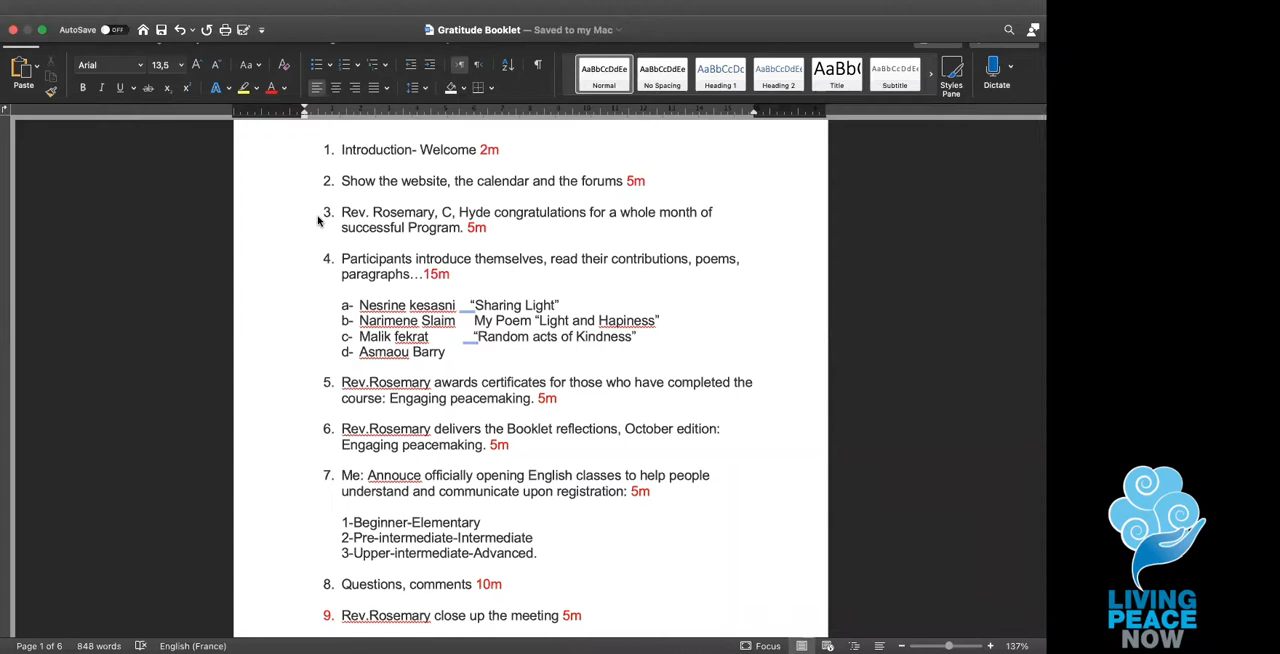 AutoSave OFF
Gratitude Booklet — Saved to my Mac
Arial
13,5
Aa
Paste
AaBbCcDdEe
AaBbCcDdEe
AaBbCcDc
AaBbCcDdEe
AaBb(
AaBbCcDdEe
Normal
No Spacing
Heading 1
Heading 2
Title
Subtitle
Styles
Pane
Dictate
1. Introduction- Welcome 2m
2. Show the website, the calendar and the forums 5m
3. Rev. Rosemary, C, Hyde congratulations for a whole month of
successful Program. 5m
4. Participants introduce themselves, read their contributions, poems,
paragraphs…15m
a- Nesrine kesasni “Sharing Light”
b- Narimene Slaim My Poem “Light and Hapiness”
c- Malik fekrat “Random acts of Kindness”
d- Asmaou Barry
5. Rev.Rosemary awards certificates for those who have completed the
course: Engaging peacemaking. 5m
6. Rev.Rosemary delivers the Booklet reflections, October edition:
Engaging peacemaking. 5m
7. Me: Annouce officially opening English classes to help people
understand and communicate upon registration: 5m
1-Beginner-Elementary
2-Pre-intermediate-Intermediate
3-Upper-intermediate-Advanced.
8. Questions, comments 10m
9. Rev.Rosemary close up the meeting 5m
Page 1 of 6 848 words English (France) Focus 137%
LIVING
PEACE
NOW